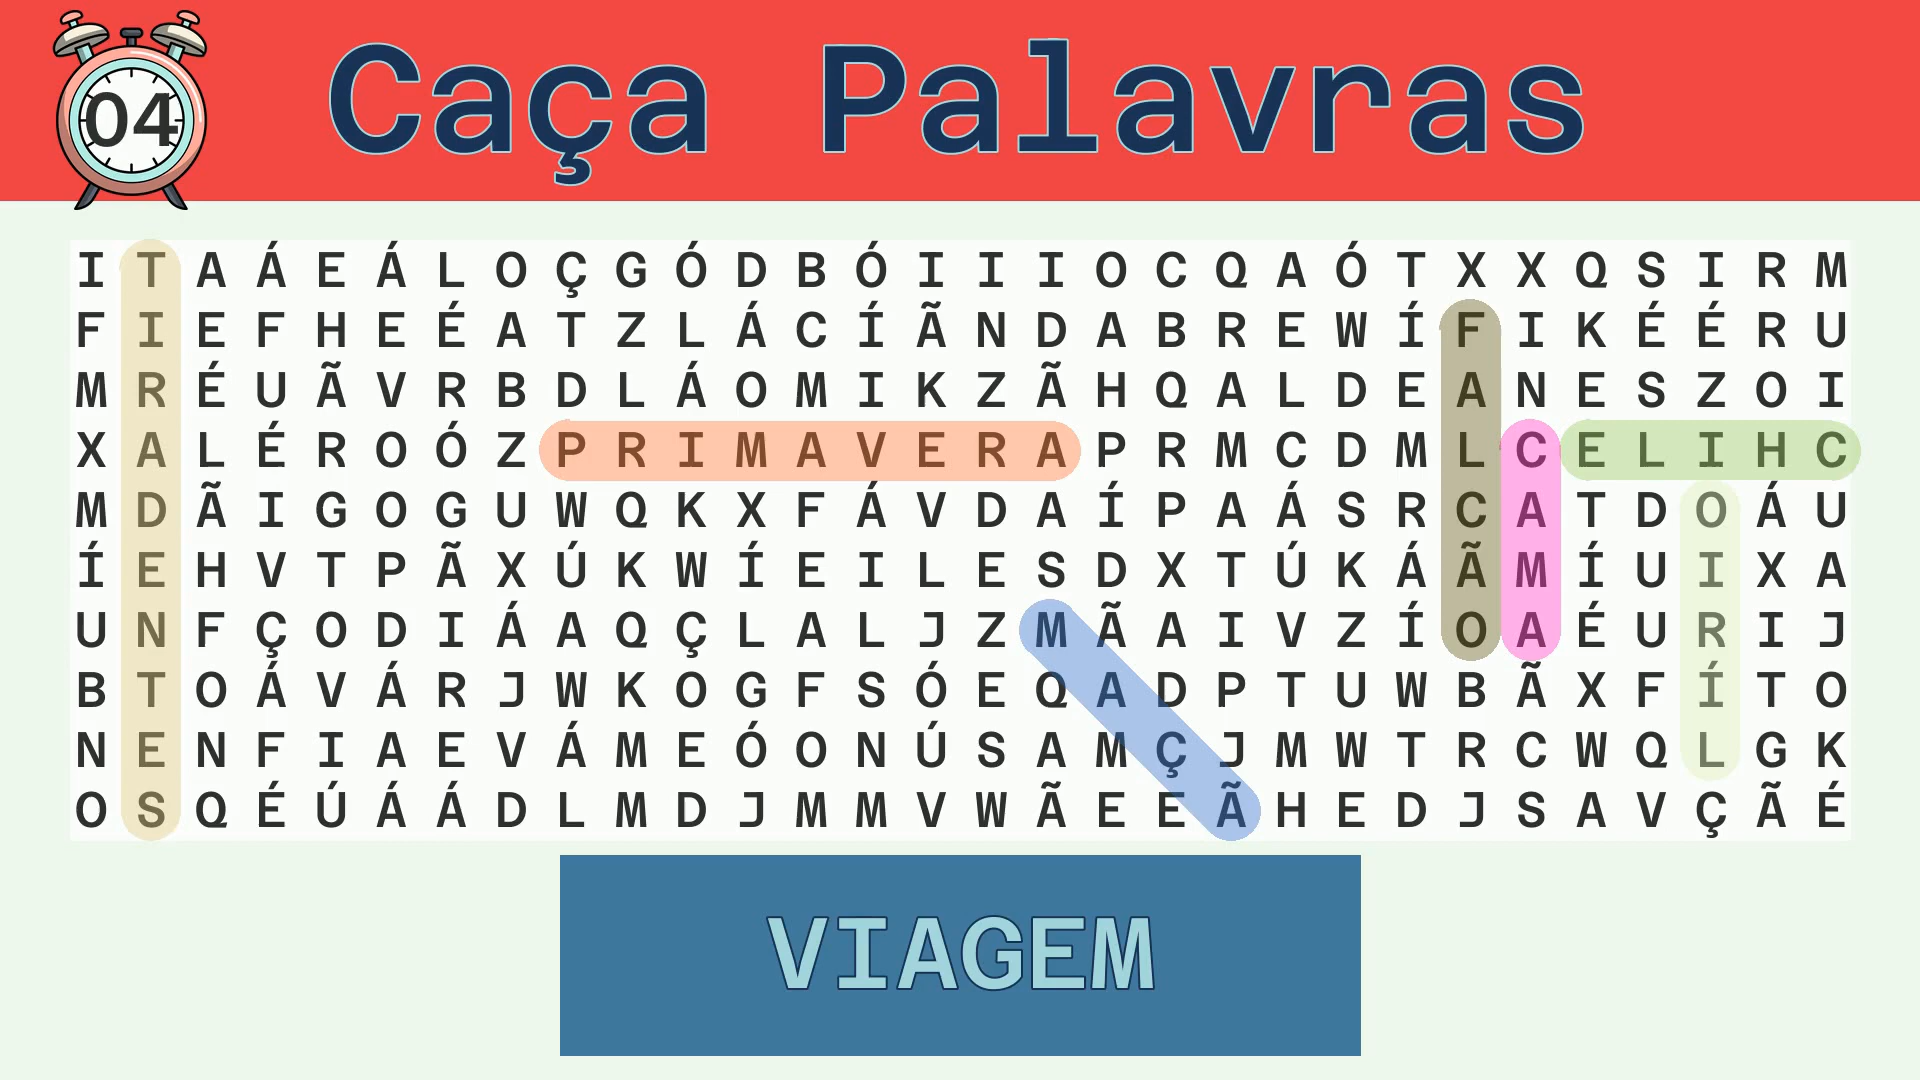 04
Caça Palavras
I T A Á E Á L O Ç G Ó D B Ó I I I O C Q A Ó T X X Q S I R M
F I E F H E É A T Z L Á C Í Ã N D A B R E W Í F I K É É R U
M R É U Ã V R B D L Á O M I K Z Ã H Q A L D E A N E S Z O I
X A L É R O Ó Z P R I M A V E R A P R M C D M L C E L I H C
M D Ã I G O G U W Q K X F Á V D A Í P A Á S R C A T D O Á U
Í E H V T P Ã X Ú K W Í E I L E S D X T Ú K Á Ã M Í U I X A
U N F Ç O D I Á A Q Ç L A L J Z M Ã A I V Z Í O A É U R I J
B T O Á V Á R J W K O G F S Ó E Q A D P T U W B Ã X F Í T O
N E N F I A E V Á M E Ó O N Ú S A M Ç J M W T R C W Q L G K
O S Q É Ú Á Á D L M D J M M V W Ã E E Ã H E D J S A V Ç Ã É
VIAGEM